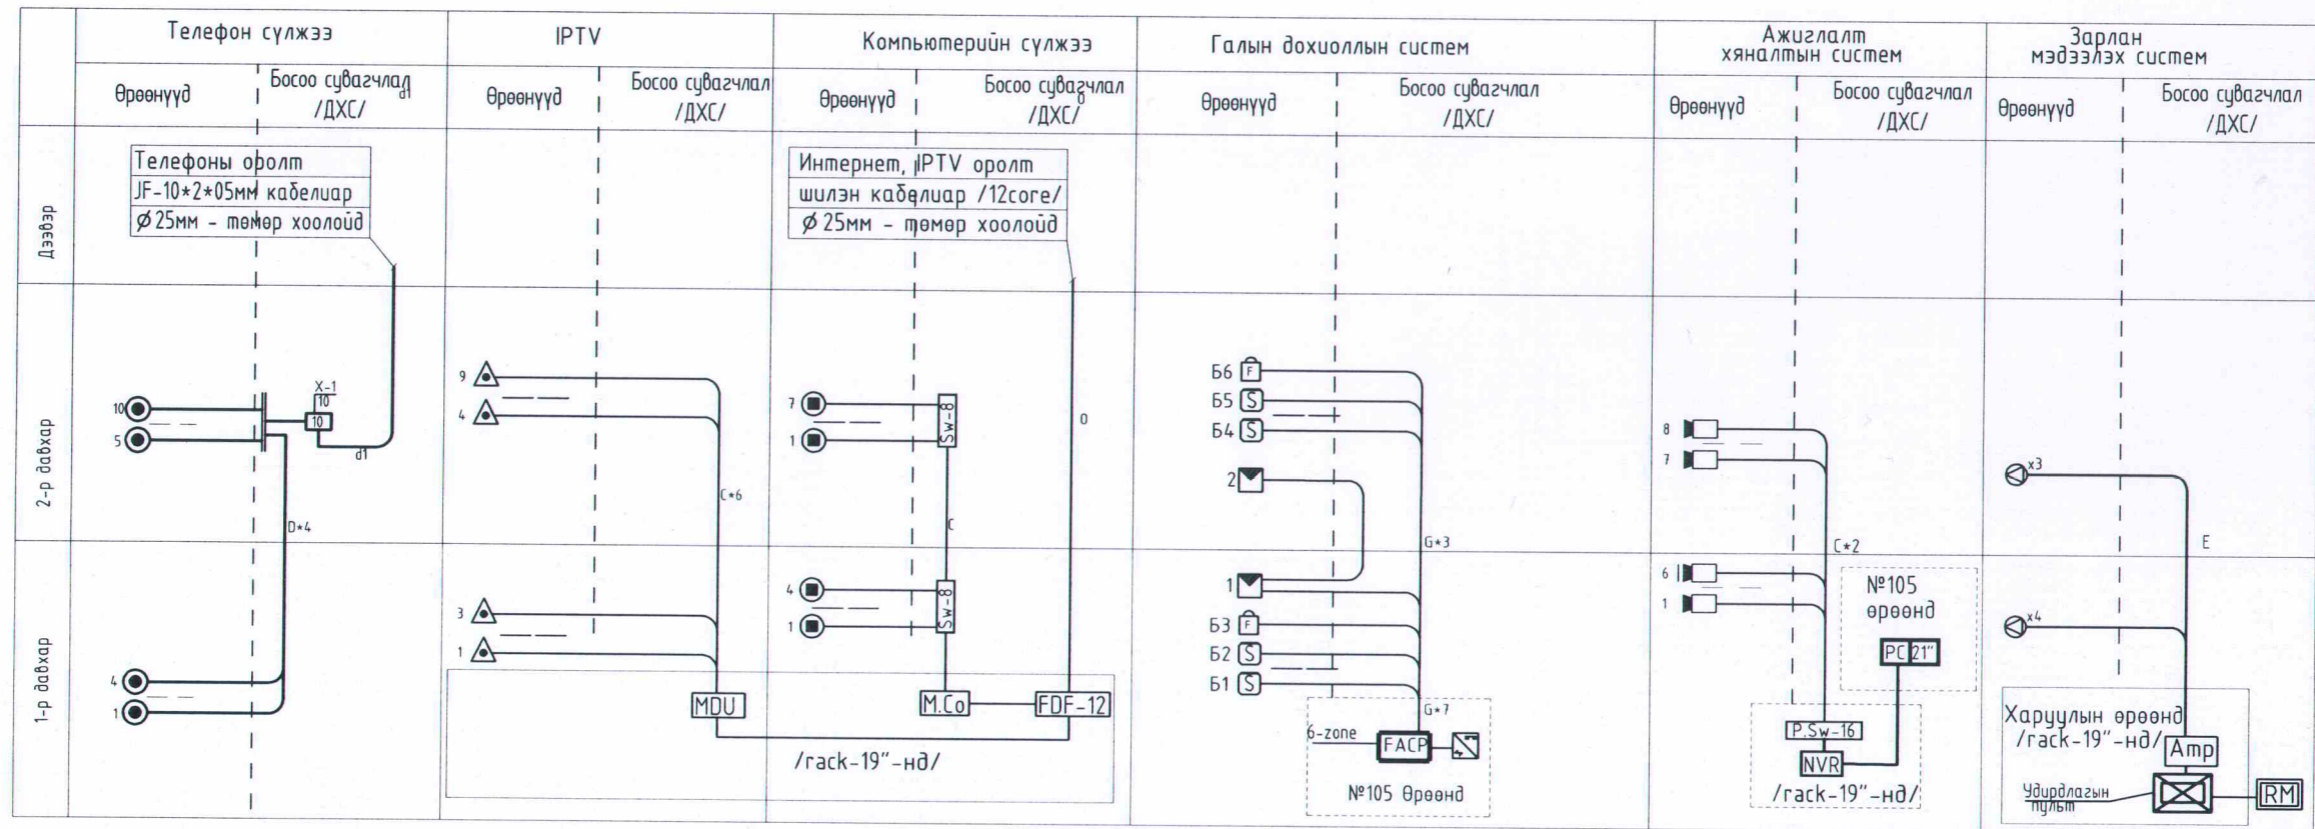 Телефон сүлжээ
IPTV
Компьютерийн сүлжээ
Галын дохиоллын систем
Ажиглалт
хяналтын систем
Зарлан
мэдээлэх систем
Өрөөнүүд
Босоо сувагчлал
d1
/ДХС/
Өрөөнүүд
Босоо сувагчлал
/ДХС/
Өрөөнүүд
Босоо сувагчлал
0
/ДХС/
Өрөөнүүд
Босоо сувагчлал
/ДХС/
Өрөөнүүд
Босоо сувагчлал
/ДХС/
Өрөөнүүд
Босоо сувагчлал
/ДХС/
Дээвэр
Телефоны оролт
JF-10*2*05мм кабелиар
Ø25мм - төмөр хоолойд
Интернет, IPTV оролт
шилэн кабелиар /12core/
Ø25мм - төмөр хоолойд
2-р давхар
10
5
X-1
10
10
d1
D*4
9
4
C*6
7
1
Sw-8
C
0
Б6 F
Б5 S
Б4 S
2
G*3
8
7
C*2
x3
E
1-р давхар
4
1
3
1
MDU
4
1
Sw-8
M.Co
FDF-12
/rack-19"-нд/
1
Б3 F
Б2 S
Б1 S
G*7
6-zone
FACP
№105 Өрөөнд
6
1
№105
өрөөнд
PC 21"
P.Sw-16
NVR
/rack-19"-нд/
x4
Харуулын өрөөнд
/rack-19"-нд/
Amp
Удирдлагын
пульт
RM